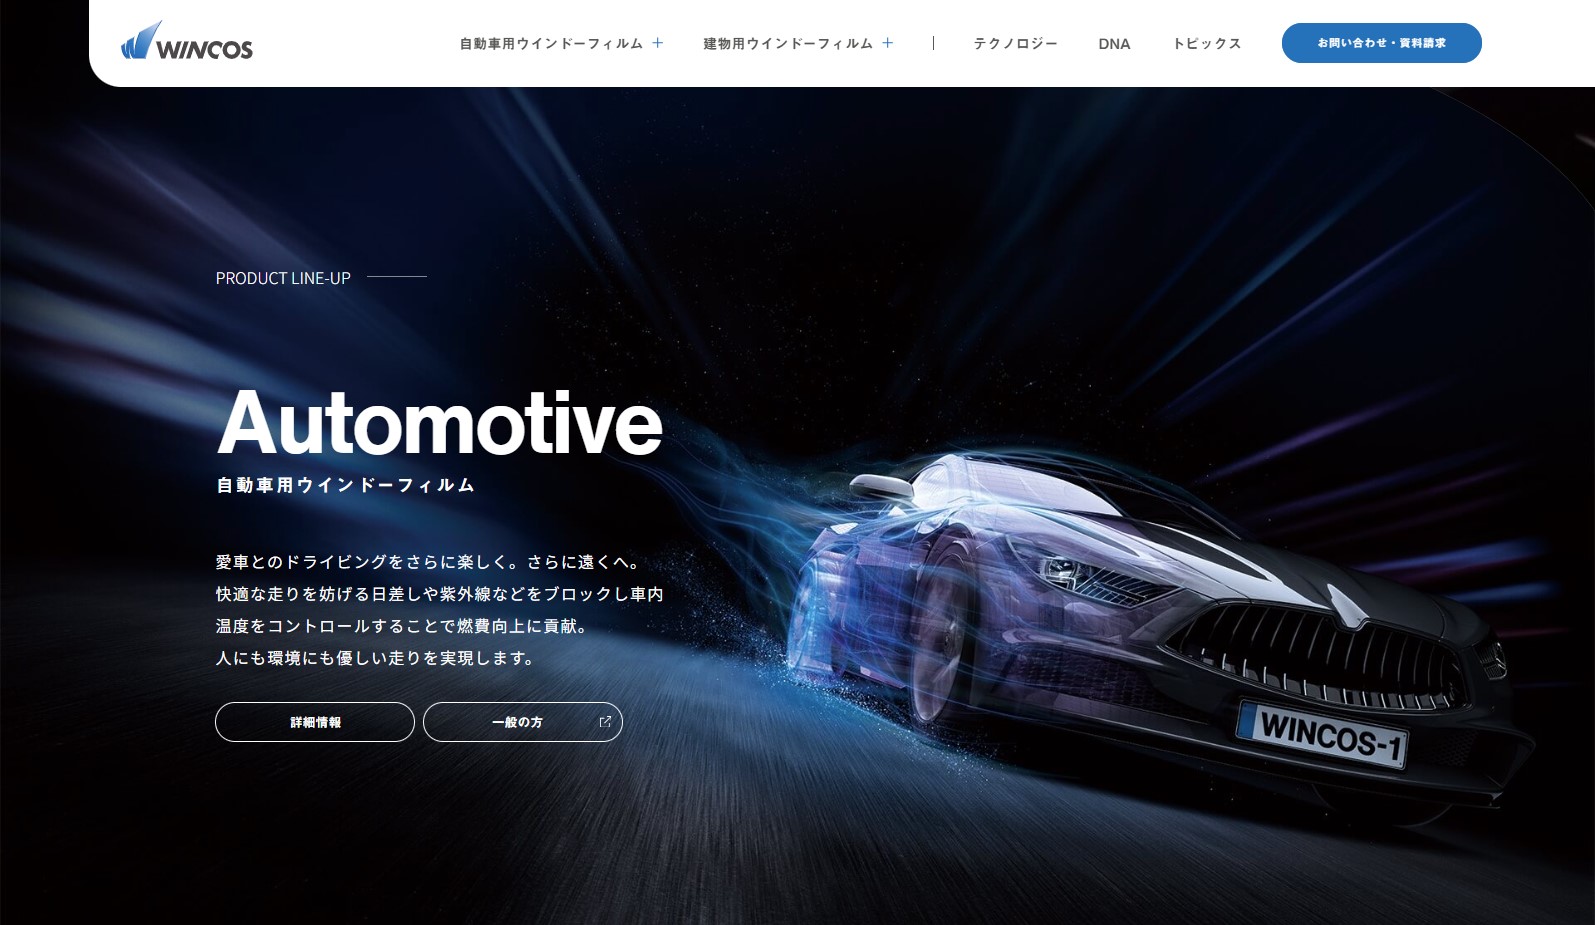 WINCOS
自動車用ウインドーフィルム +
建物用ウインドーフィルム +
テクノロジー
DNA
トピックス
お問い合わせ・資料請求
PRODUCT LINE-UP
Automotive
自動車用ウインドーフィルム
愛車とのドライビングをさらに楽しく。さらに遠くへ。
快適な走りを妨げる日差しや紫外線などをブロックし車内
温度をコントロールすることで燃費向上に貢献。
人にも環境にも優しい走りを実現します。
詳細情報
一般の方
WINCOS-1